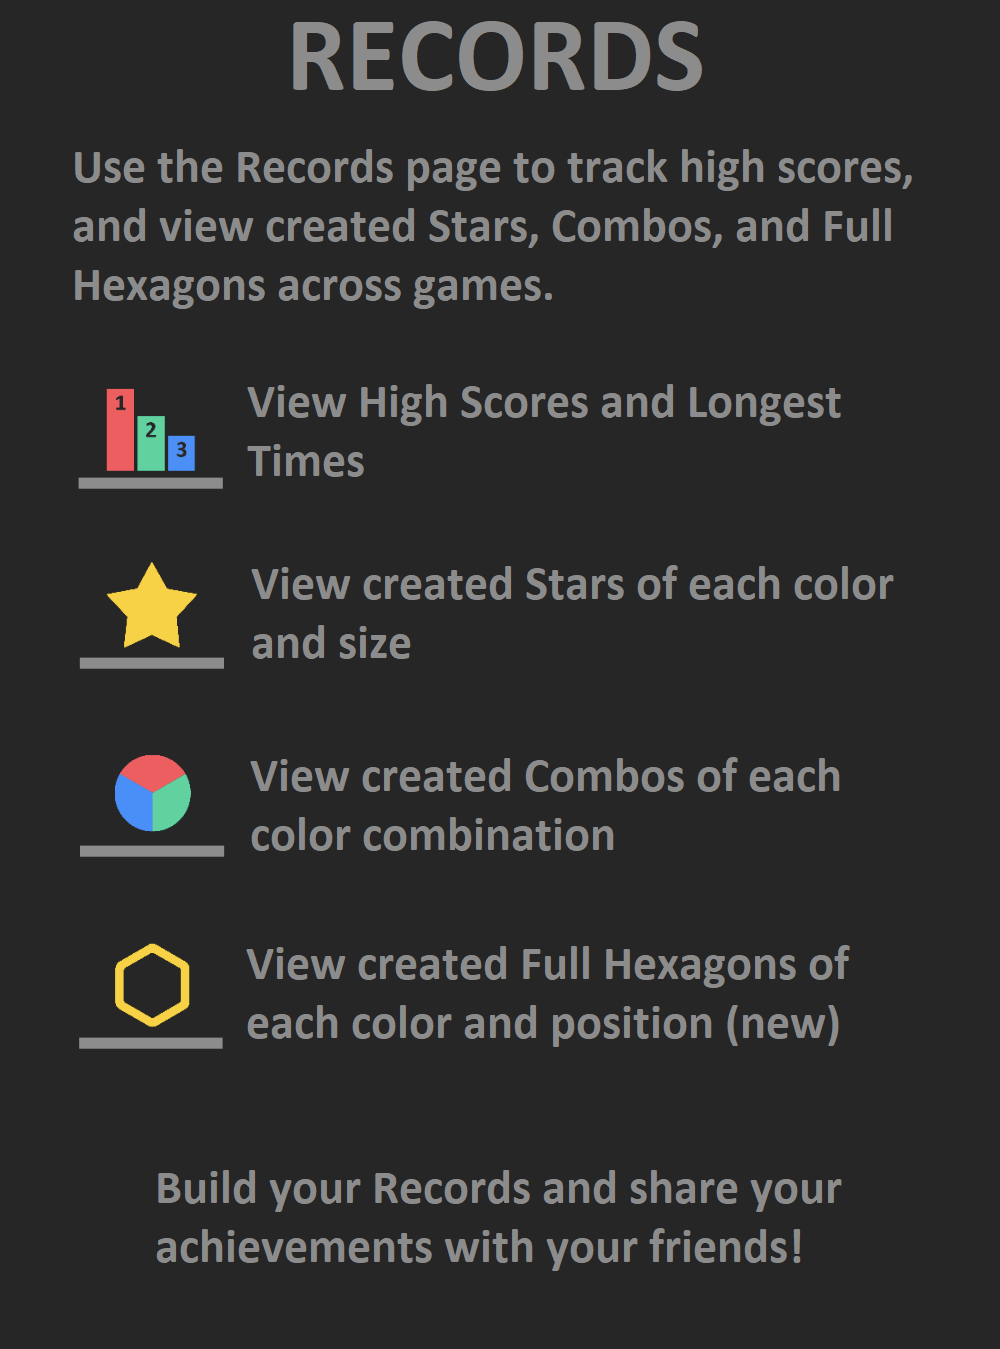 RECORDS
Use the Records page to track high scores,
and view created Stars, Combos, and Full
Hexagons across games.
1
2
3
View High Scores and Longest
Times
View created Stars of each color
and size
View created Combos of each
color combination
View created Full Hexagons of
each color and position (new)
Build your Records and share your
achievements with your friends!